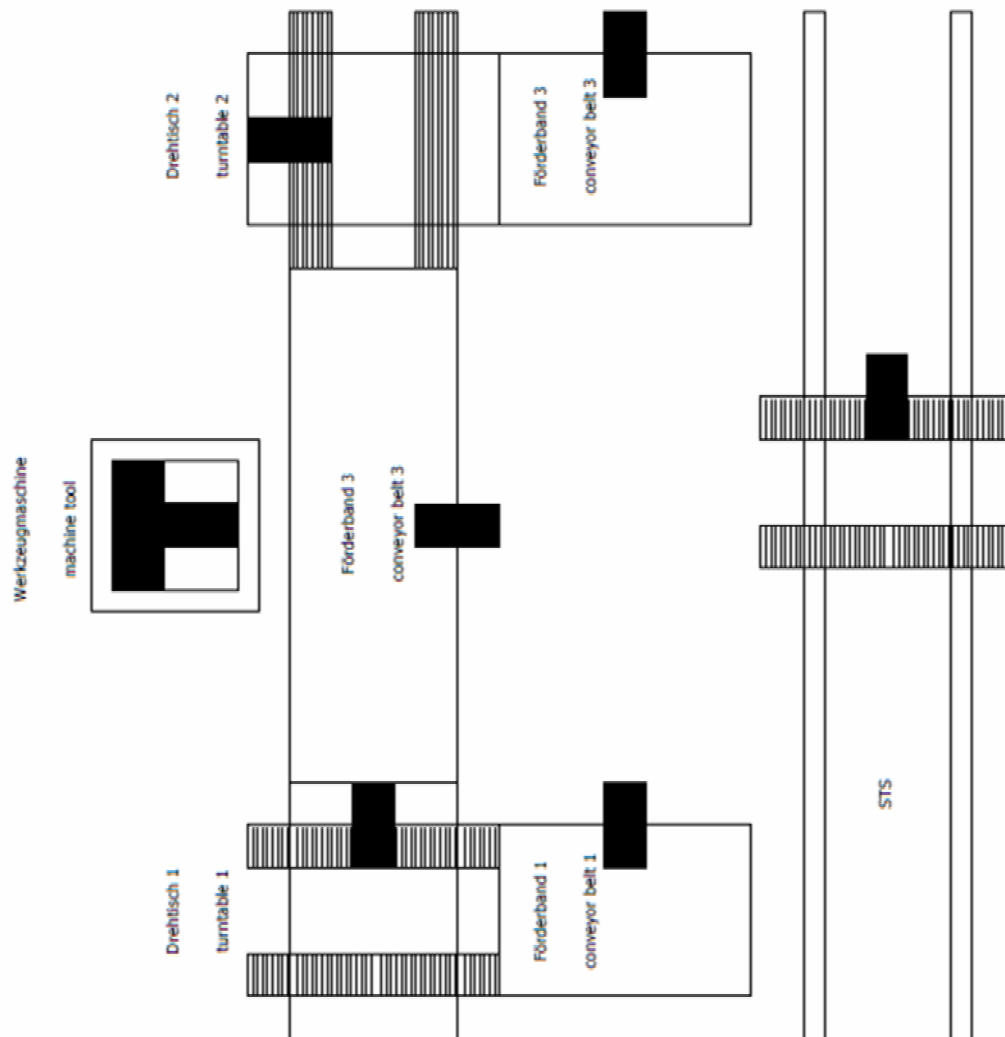 Drehtisch 2
turntable 2
Förderband 3
conveyor belt 3
Werkzeugmaschine
machine tool
Förderband 3
conveyor belt 3
Drehtisch 1
turntable 1
Förderband 1
conveyor belt 1
STS